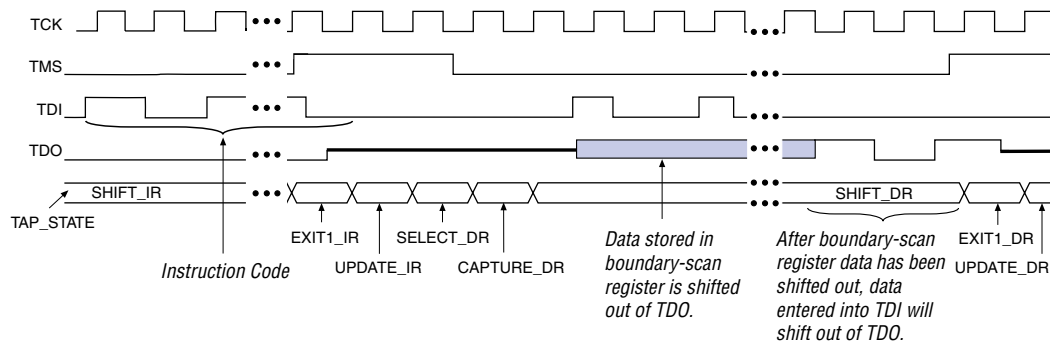 TCK
TMS
TDI
TDO
SHIFT_IR
SHIFT_DR
TAP_STATE
EXIT1_IR
SELECT_DR
EXIT1_DR
UPDATE_IR
CAPTURE_DR
UPDATE_DR
Instruction Code
Data stored in
boundary-scan
register is shifted
out of TDO.
After boundary-scan
register data has been
shifted out, data
entered into TDI will
shift out of TDO.